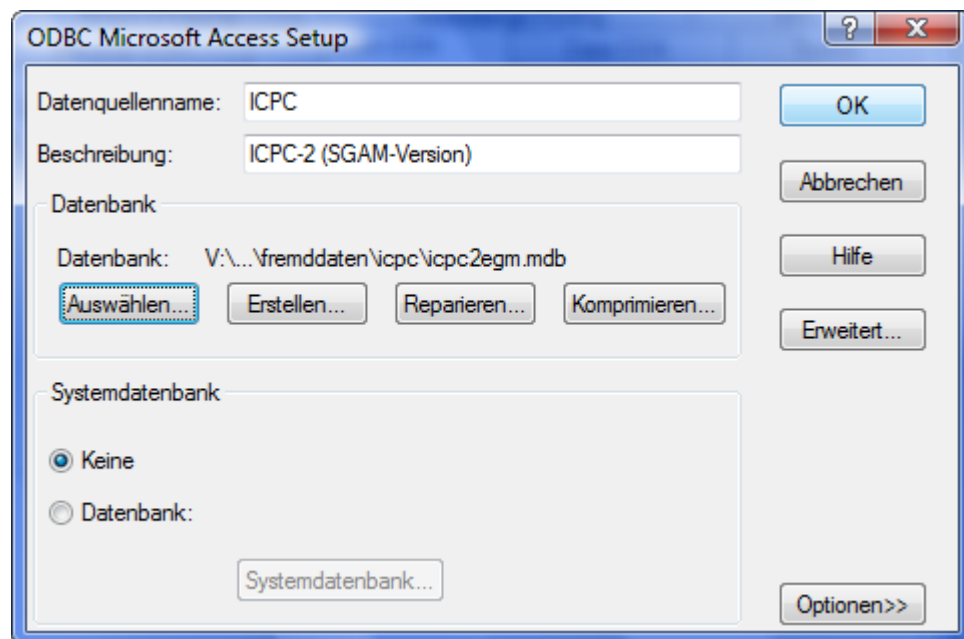 ODBC Microsoft Access Setup
?
Datenquellenname: ICPC
OK
Beschreibung: ICPC-2 (SGAM-Version)
Abbrechen
Datenbank
Datenbank: V:\...\fremddaten\icpc\icpc2egm.mdb
Hilfe
Auswählen... Erstellen... Reparieren... Komprimieren...
Erweitert...
Systemdatenbank
Keine
Datenbank:
Systemdatenbank...
Optionen>>